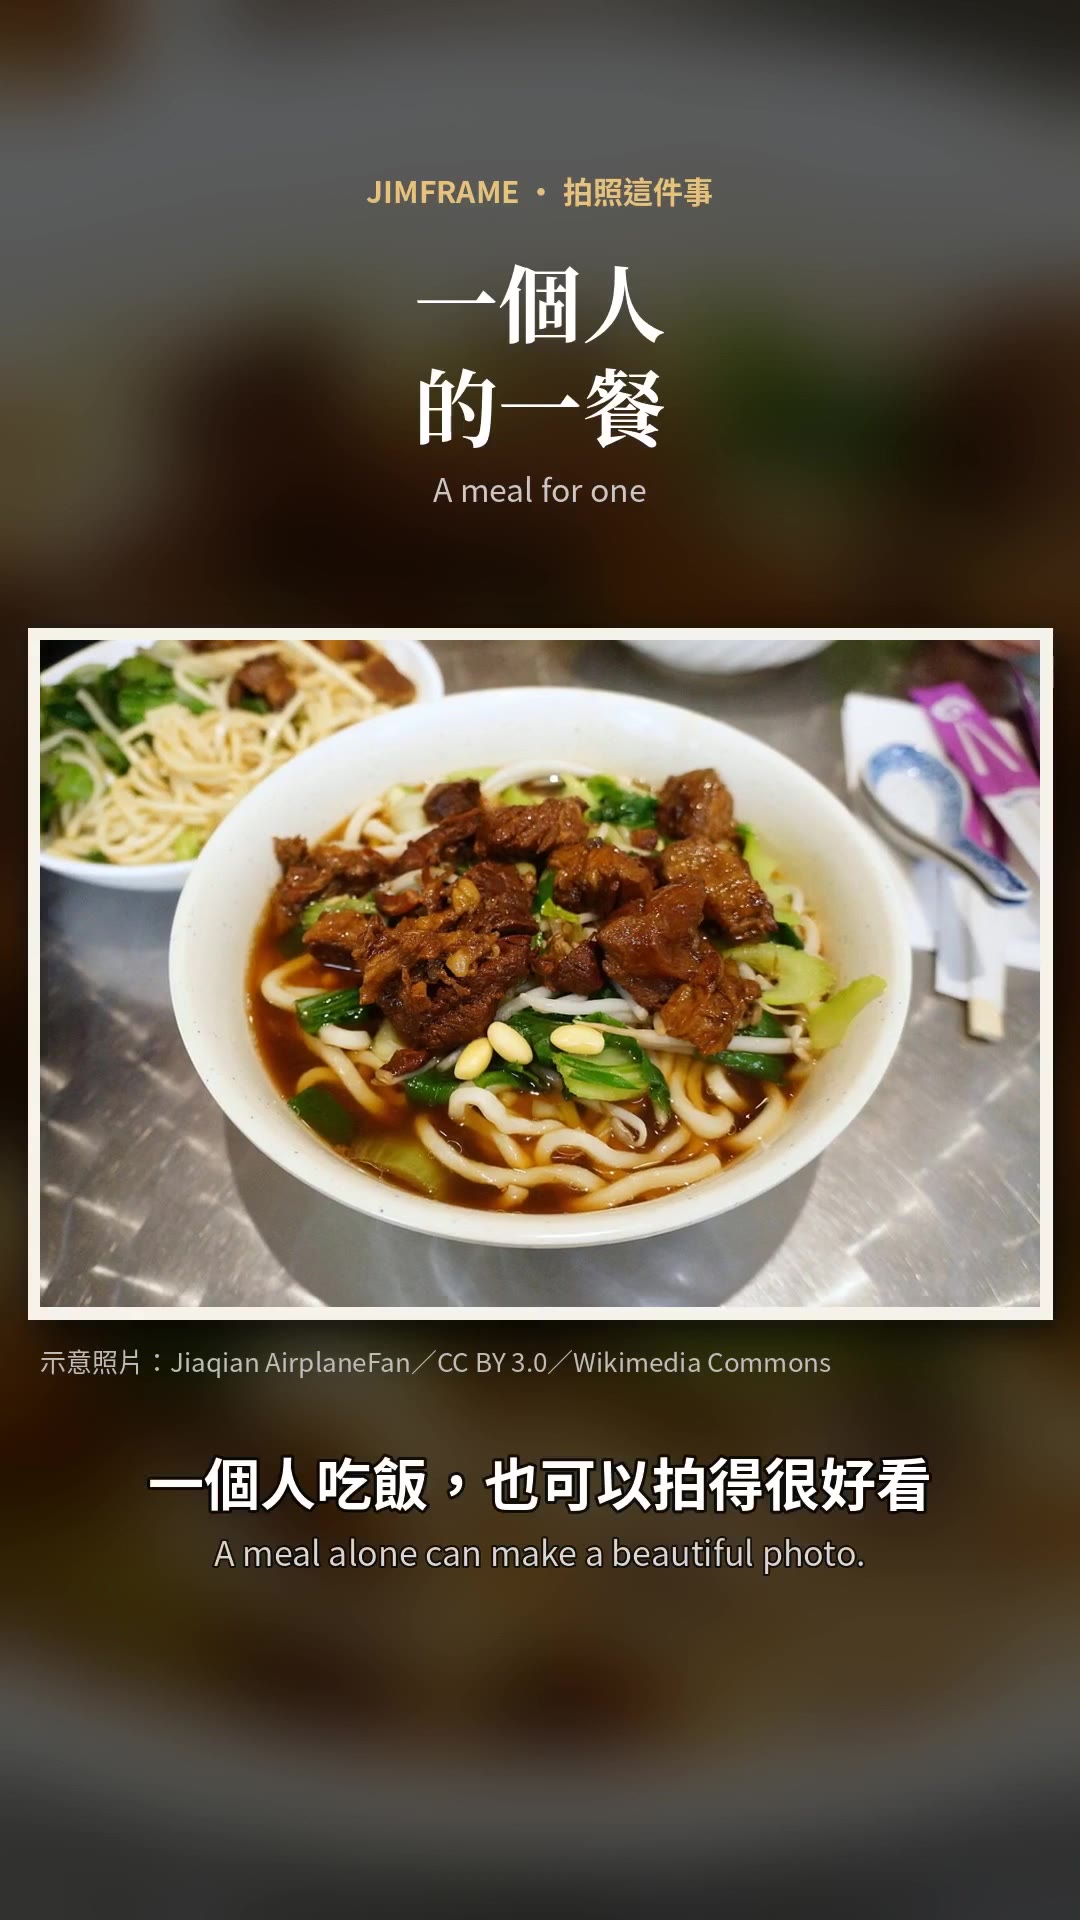 JIMFRAME · 拍照這件事
一個人
的一餐
A meal for one
示意照片：Jiaqian AirplaneFan／CC BY 3.0／Wikimedia Commons
一個人吃飯，也可以拍得很好看
A meal alone can make a beautiful photo.